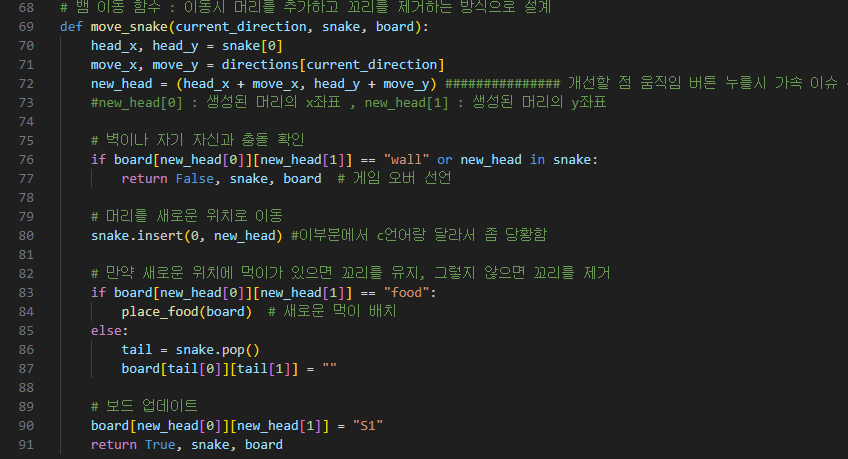 68 # 뱀 이동 함수 : 이동시 머리를 추가하고 꼬리를 제거하는 방식으로 설계
69 def move_snake(current_direction, snake, board):
70     head_x, head_y = snake[0]
71     move_x, move_y = directions[current_direction]
72     new_head = (head_x + move_x, head_y + move_y) ############### 개선할 점 움직임 버튼 누를시 가속 이슈
73     #new_head[0] : 생성된 머리의 x좌표 , new_head[1] : 생성된 머리의 y좌표
74
75     # 벽이나 자기 자신과 충돌 확인
76     if board[new_head[0]][new_head[1]] == "wall" or new_head in snake:
77         return False, snake, board  # 게임 오버 선언
78
79     # 머리를 새로운 위치로 이동
80     snake.insert(0, new_head) #이부분에서 c언어랑 달라서 좀 당황함
81
82     # 만약 새로운 위치에 먹이가 있으면 꼬리를 유지, 그렇지 않으면 꼬리를 제거
83     if board[new_head[0]][new_head[1]] == "food":
84         place_food(board)  # 새로운 먹이 배치
85     else:
86         tail = snake.pop()
87         board[tail[0]][tail[1]] = ""
88
89     # 보드 업데이트
90     board[new_head[0]][new_head[1]] = "S1"
91     return True, snake, board